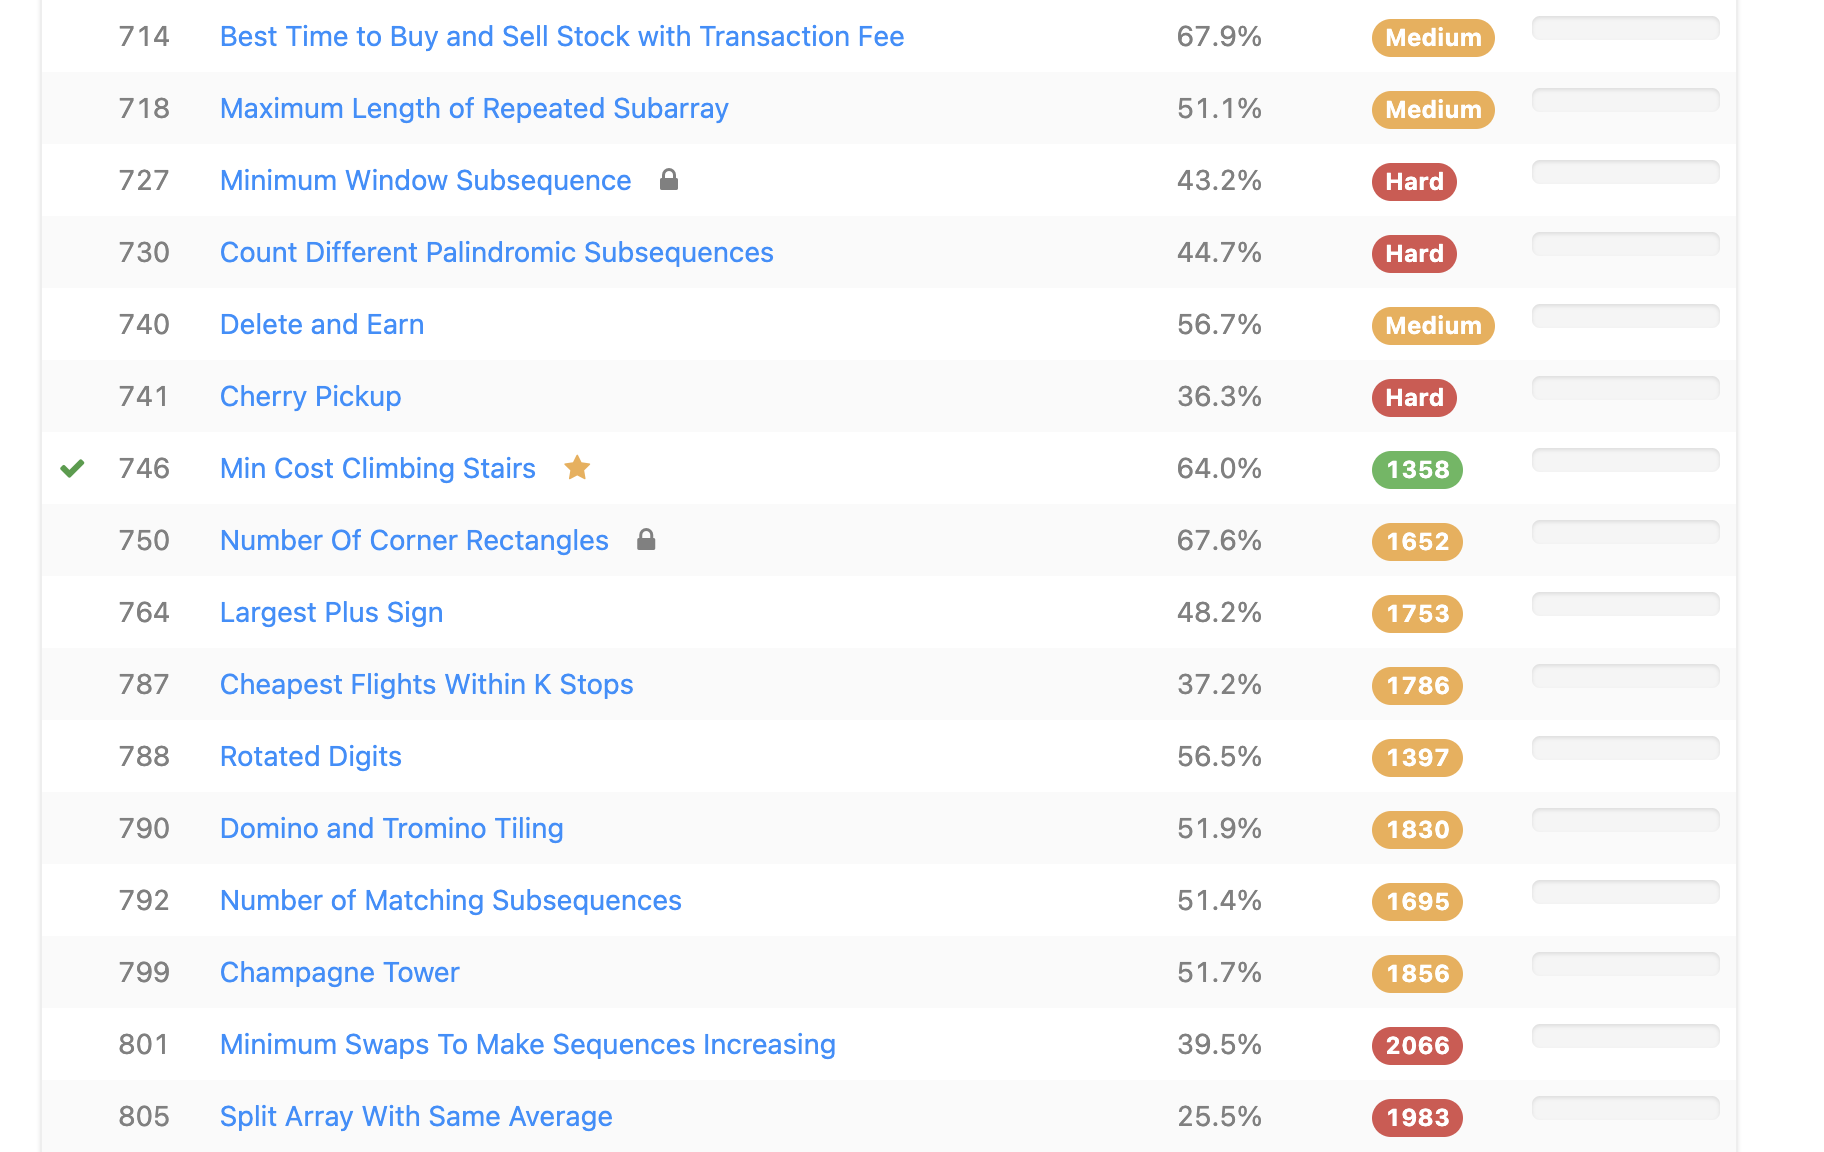 714 Best Time to Buy and Sell Stock with Transaction Fee 67.9% Medium
718 Maximum Length of Repeated Subarray 51.1% Medium
727 Minimum Window Subsequence 43.2% Hard
730 Count Different Palindromic Subsequences 44.7% Hard
740 Delete and Earn 56.7% Medium
741 Cherry Pickup 36.3% Hard
746 Min Cost Climbing Stairs 64.0% 1358
750 Number Of Corner Rectangles 67.6% 1652
764 Largest Plus Sign 48.2% 1753
787 Cheapest Flights Within K Stops 37.2% 1786
788 Rotated Digits 56.5% 1397
790 Domino and Tromino Tiling 51.9% 1830
792 Number of Matching Subsequences 51.4% 1695
799 Champagne Tower 51.7% 1856
801 Minimum Swaps To Make Sequences Increasing 39.5% 2066
805 Split Array With Same Average 25.5% 1983